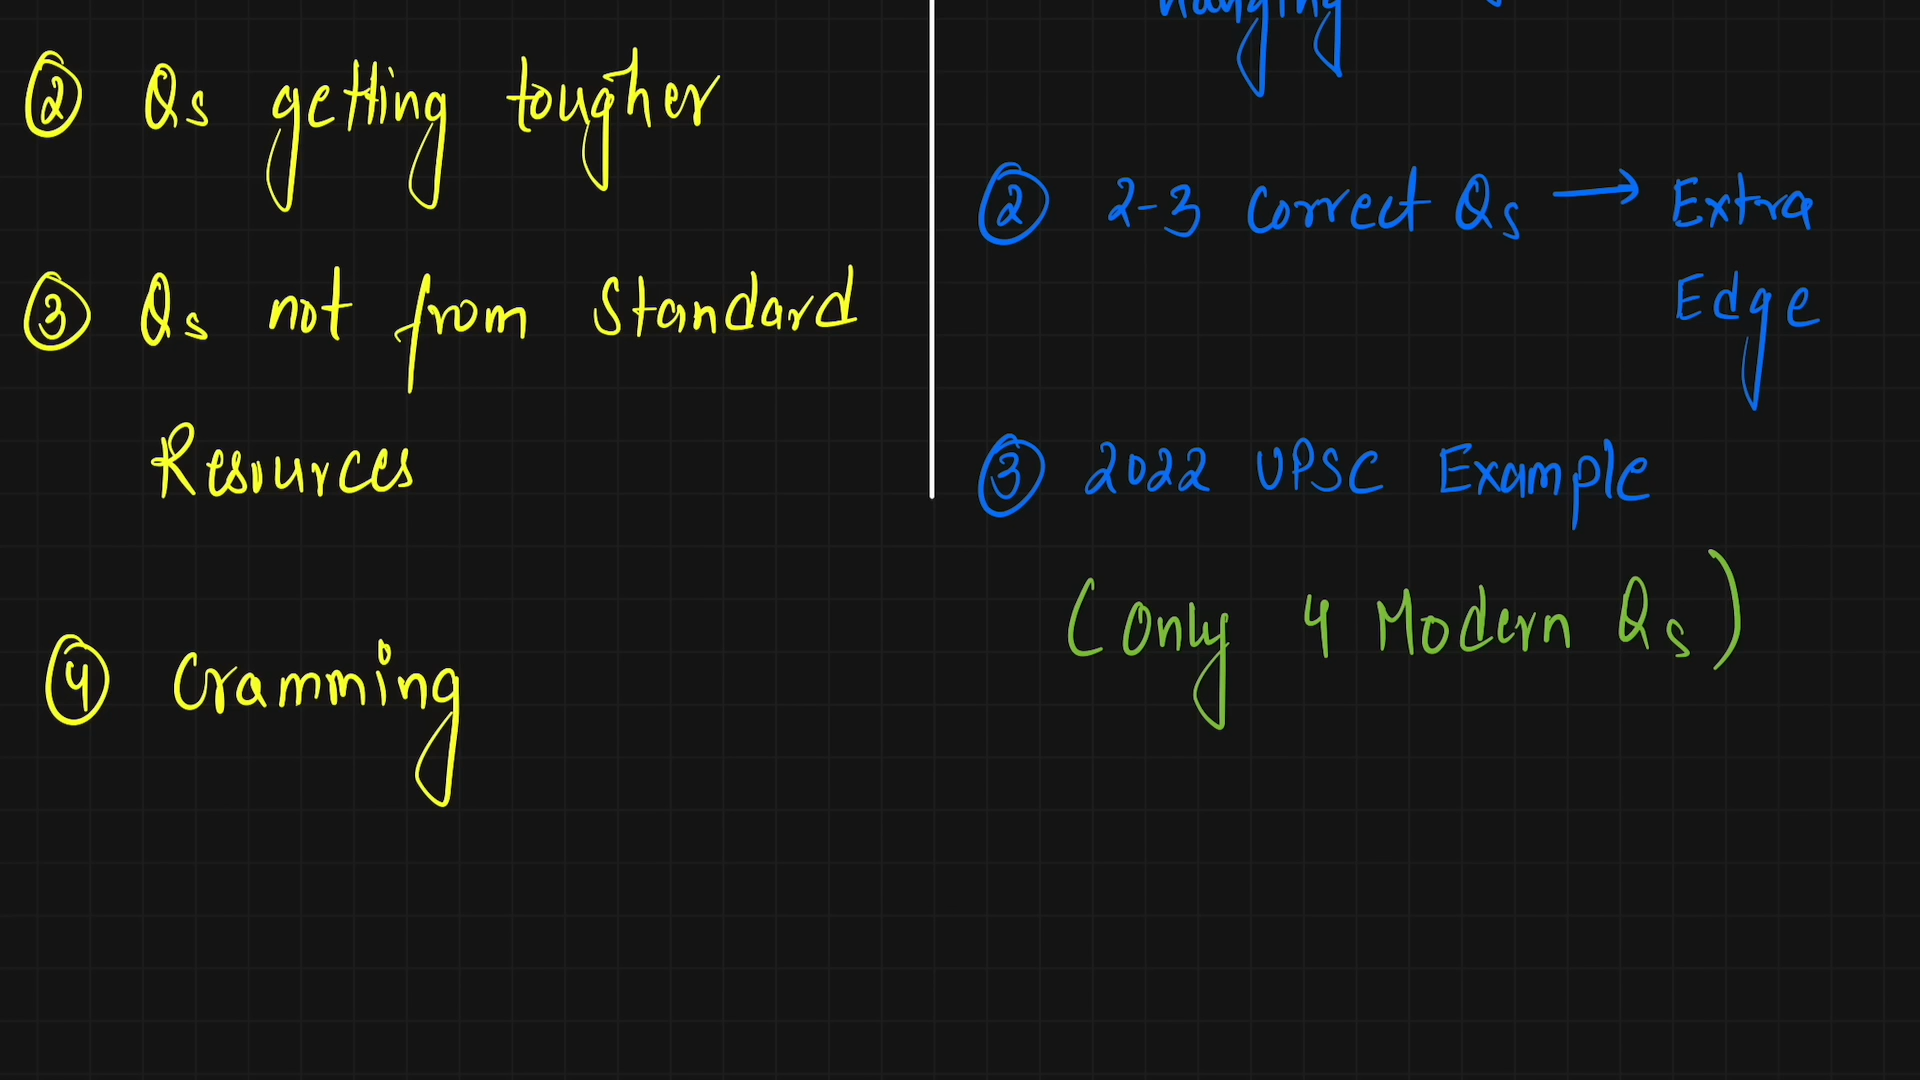 ② Qs getting tougher
③ Qs not from Standard
Resources
④ Cramming
hanging
② 2-3 Correct Qs → Extra
Edge
③ 2022 UPSC Example
(Only 4 Modern Qs)